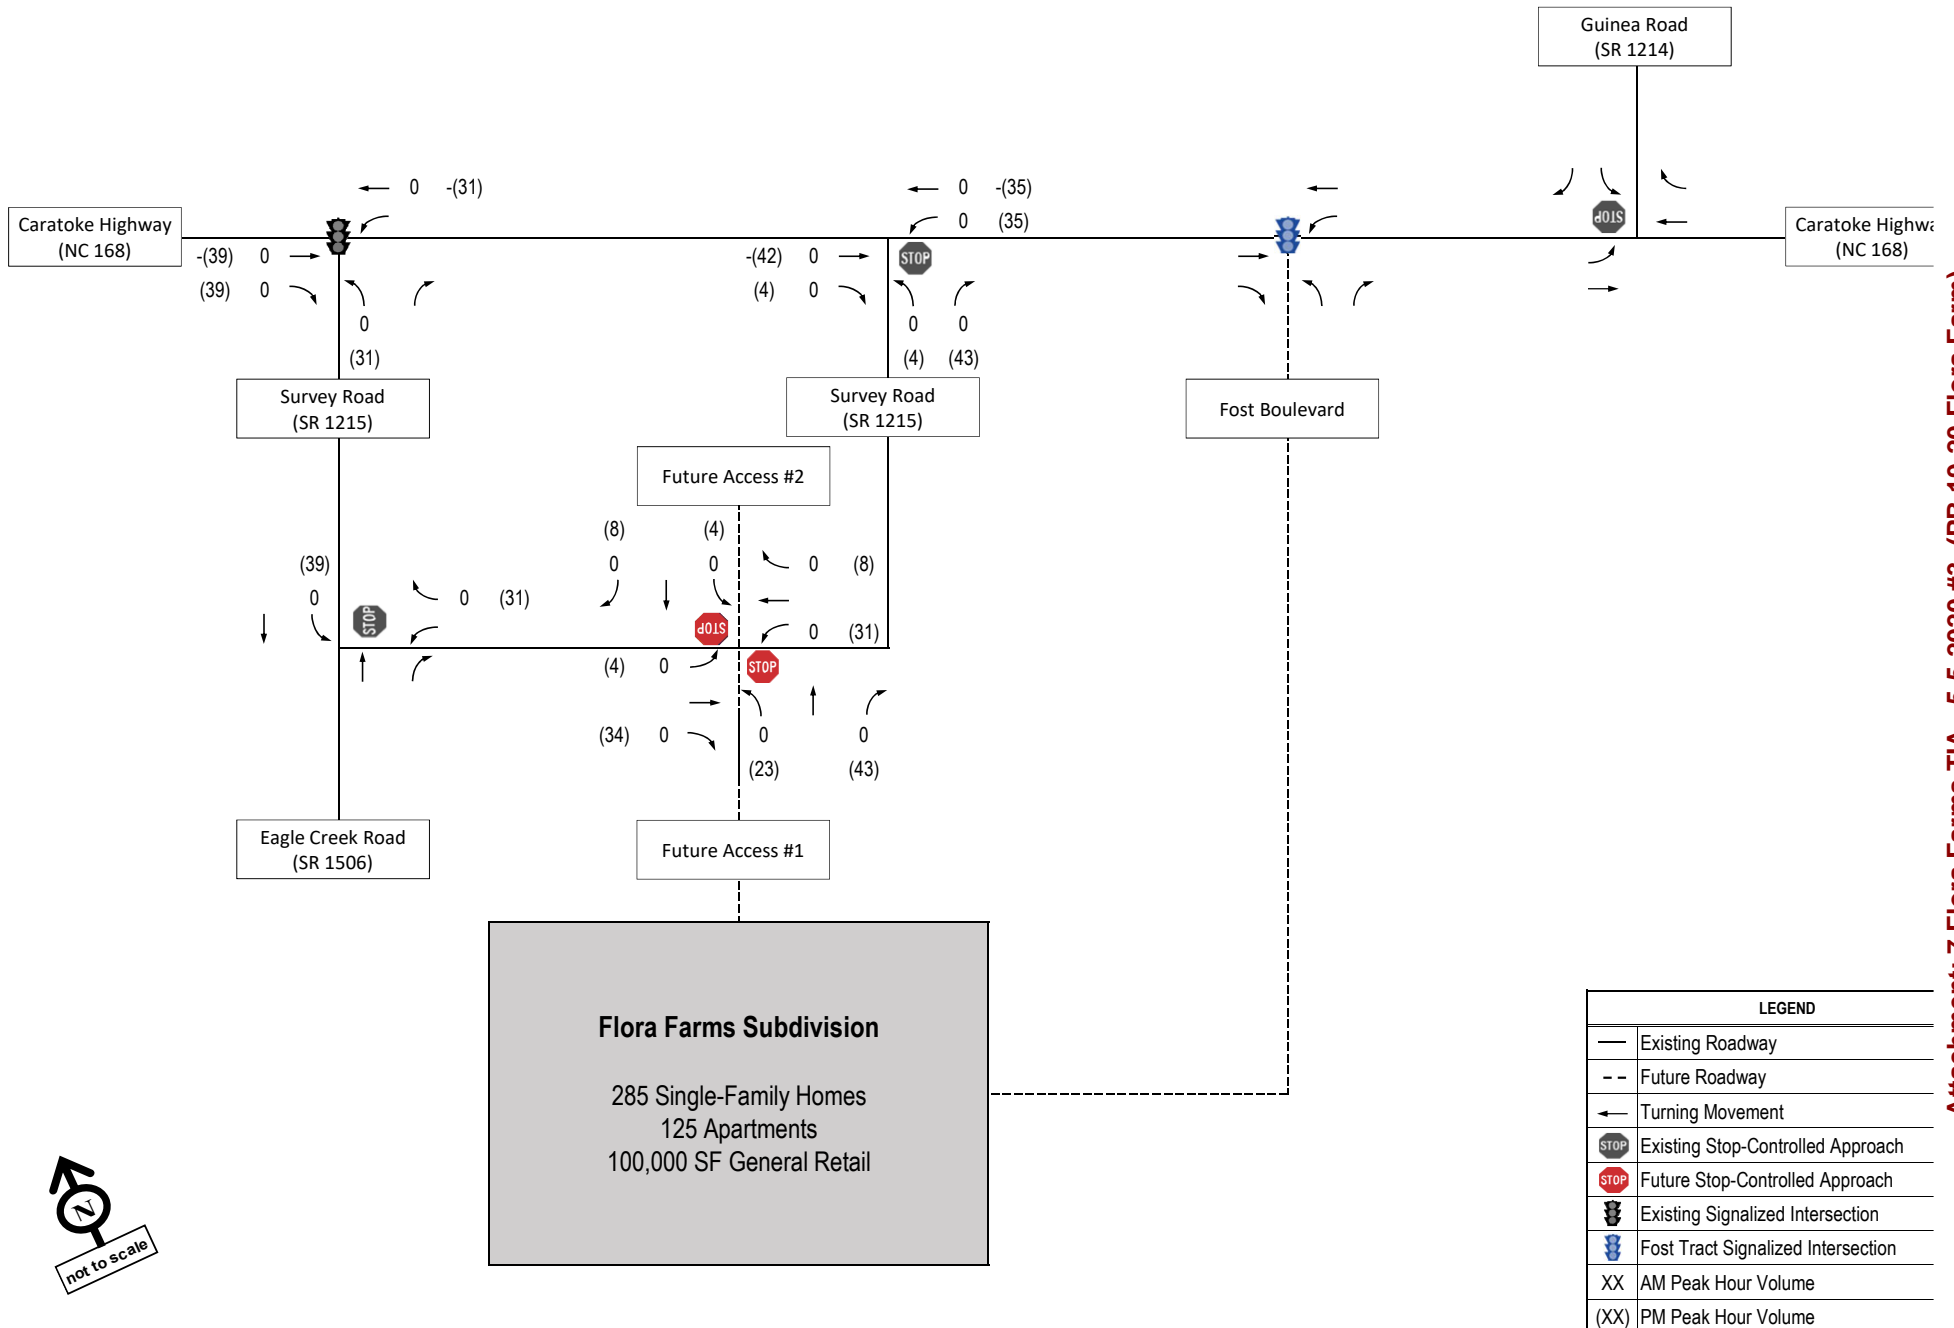 Guinea Road
(SR 1214)
0 -(31)
0 -(35)
0 (35)
Caratoke Highway
(NC 168)
-(39) 0
(39) 0
-(42) 0
(4) 0
STOP
STOP
Caratoke
(NC 168)
0
(31)
0 0
(4) (43)
Survey Road
(SR 1215)
Survey Road
(SR 1215)
Fost Boulevard
Future Access #2
(8) (4)
0 0
0 (8)
(39)
0
0 (31)
STOP
STOP
0 (31)
(4) 0
STOP
(34) 0
0 0
(23) (43)
Eagle Creek Road
(SR 1506)
Future Access #1
Flora Farms Subdivision
285 Single-Family Homes
125 Apartments
100,000 SF General Retail
N
not to scale
LEGEND
Existing Roadway
Future Roadway
Turning Movement
STOP Existing Stop-Controlled Approach
STOP Future Stop-Controlled Approach
Existing Signalized Intersection
Fost Tract Signalized Intersection
XX AM Peak Hour Volume
(XX) PM Peak Hour Volume